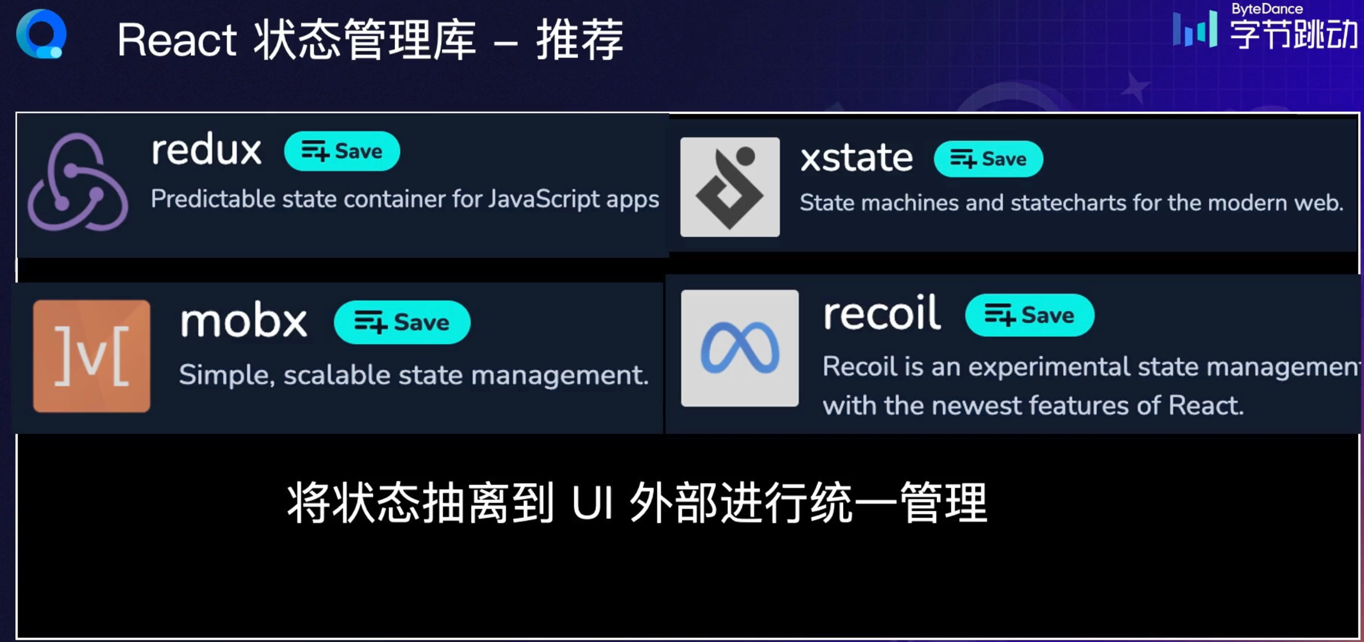 React 状态管理库 – 推荐
ByteDance
字节跳动
redux Save
Predictable state container for JavaScript apps
xstate Save
State machines and statecharts for the modern web.
mobx Save
Simple, scalable state management.
recoil Save
Recoil is an experimental state managemen
with the newest features of React.
将状态抽离到 UI 外部进行统一管理